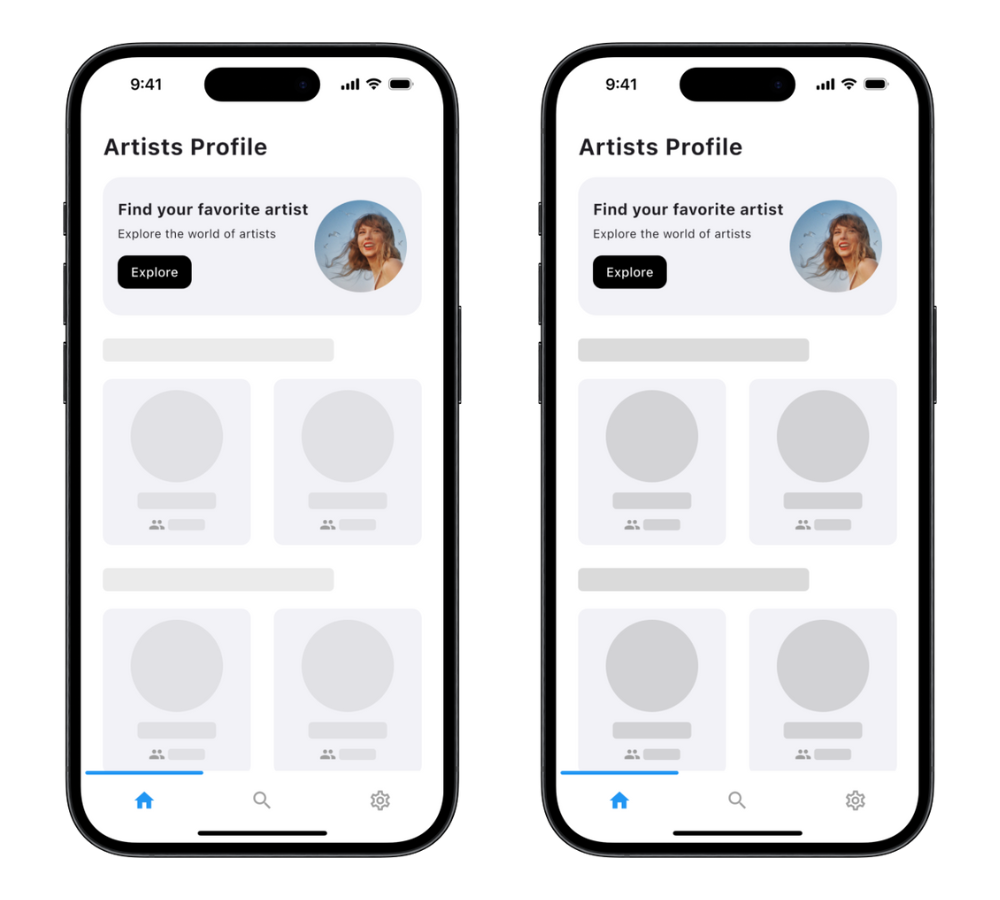 9:41
Artists Profile
Find your favorite artist
Explore the world of artists
Explore
9:41
Artists Profile
Find your favorite artist
Explore the world of artists
Explore